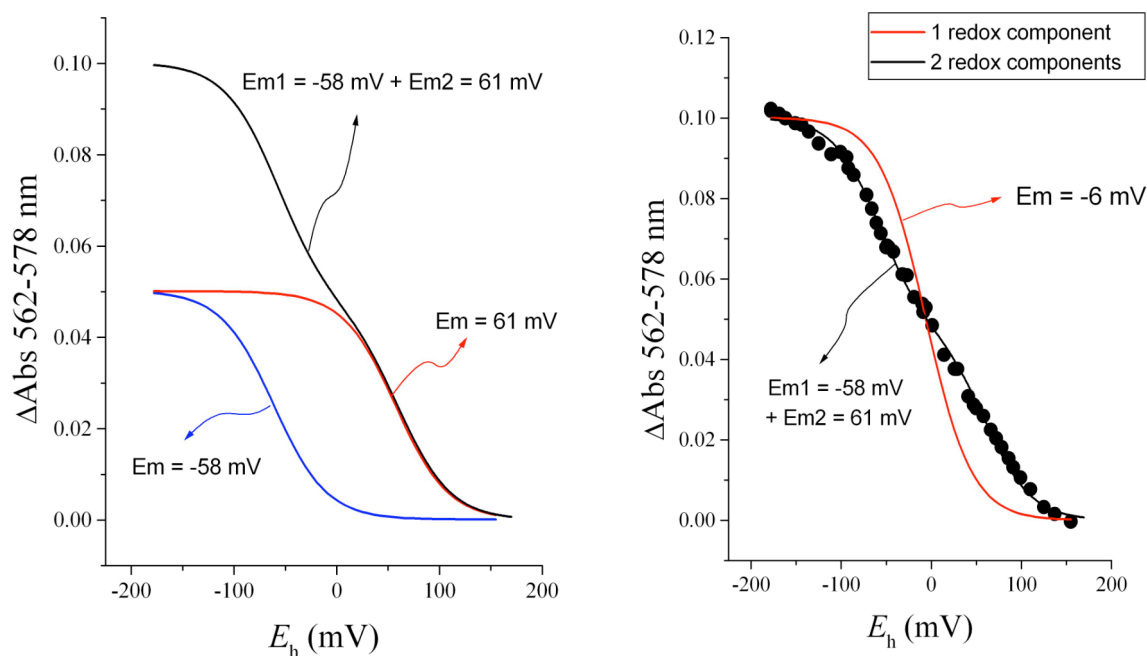 0.10
0.08
0.06
0.04
0.02
0.00
-200
-100
0
100
200
ΔAbs 562-578 nm
Eh (mV)
Em1 = -58 mV + Em2 = 61 mV
Em = 61 mV
Em = -58 mV
1 redox component
2 redox components
0.12
0.10
0.08
0.06
0.04
0.02
0.00
-200
-100
0
100
200
ΔAbs 562-578 nm
Eh (mV)
Em = -6 mV
Em1 = -58 mV
+ Em2 = 61 mV